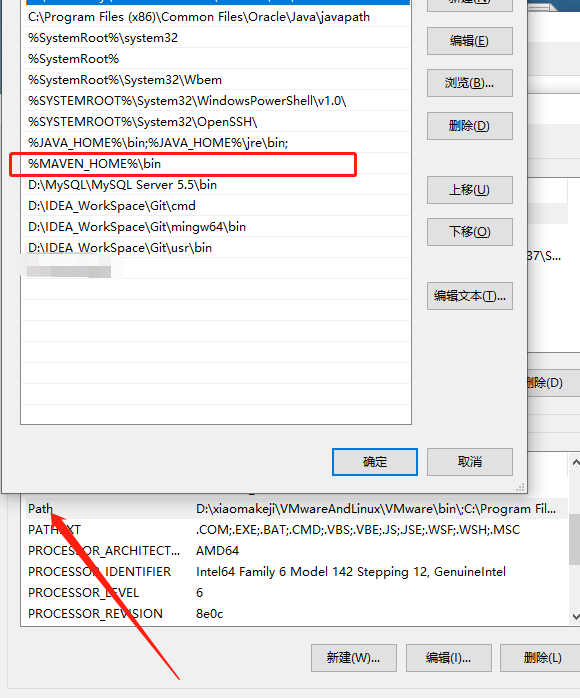 新建(N)
C:\Program Files (x86)\Common Files\Oracle\Java\javapath
%SystemRoot%\system32
编辑(E)
%SystemRoot%
%SystemRoot%\System32\Wbem
浏览(B)...
%SYSTEMROOT%\System32\WindowsPowerShell\v1.0\
%SYSTEMROOT%\System32\OpenSSH\
删除(D)
%JAVA_HOME%\bin;%JAVA_HOME%\jre\bin;
%MAVEN_HOME%\bin
D:\MySQL\MySQL Server 5.5\bin
上移(U)
D:\IDEA_WorkSpace\Git\cmd
D:\IDEA_WorkSpace\Git\mingw64\bin
下移(O)
D:\IDEA_WorkSpace\Git\usr\bin
37\S...
编辑文本(T)...
删除(D)
确定
取消
Path D:\xiaomakeji\VMwareAndLinux\VMware\bin\;C:\Program Fil...
PATHEXT .COM;.EXE;.BAT;.CMD;.VBS;.VBE;.JS;.JSE;.WSF;.WSH;.MSC
PROCESSOR_ARCHITECT... AMD64
PROCESSOR_IDENTIFIER Intel64 Family 6 Model 142 Stepping 12, GenuineIntel
PROCESSOR_LEVEL 6
PROCESSOR_REVISION 8e0c
新建(W)...
编辑(I)...
删除(L)